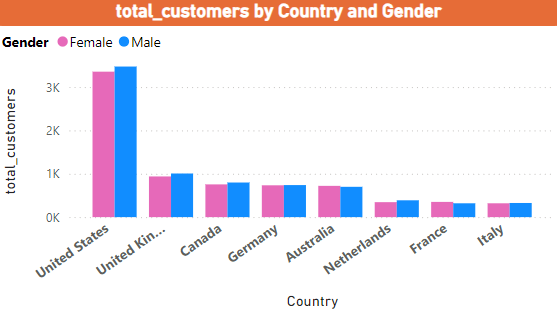 total_customers by Country and Gender
Gender Female Male
total_customers
3K
2K
1K
0K
United States
United Kin...
Canada
Germany
Australia
Netherlands
France
Italy
Country